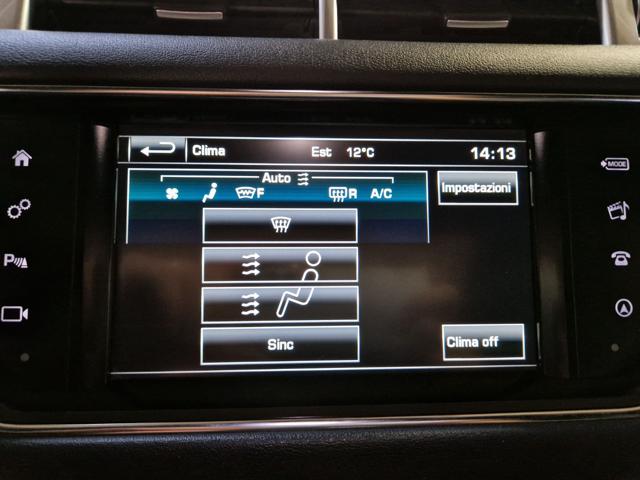 Clima Est 12°C 14:13
Auto
F R A/C
Impostazioni
Sinc
Clima off
P
MODE